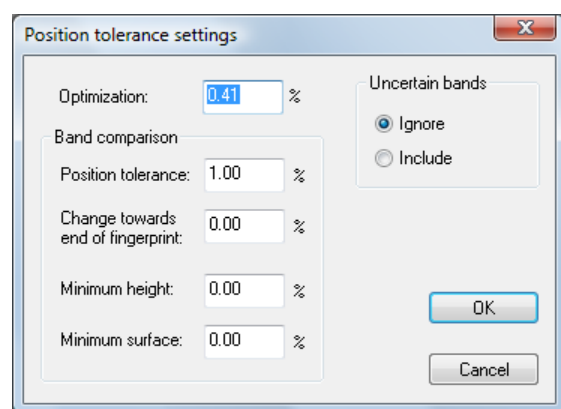 Position tolerance settings
Optimization: 0.41 %
Uncertain bands
Ignore
Include
Band comparison
Position tolerance: 1.00 %
Change towards
end of fingerprint: 0.00 %
Minimum height: 0.00 %
Minimum surface: 0.00 %
OK
Cancel